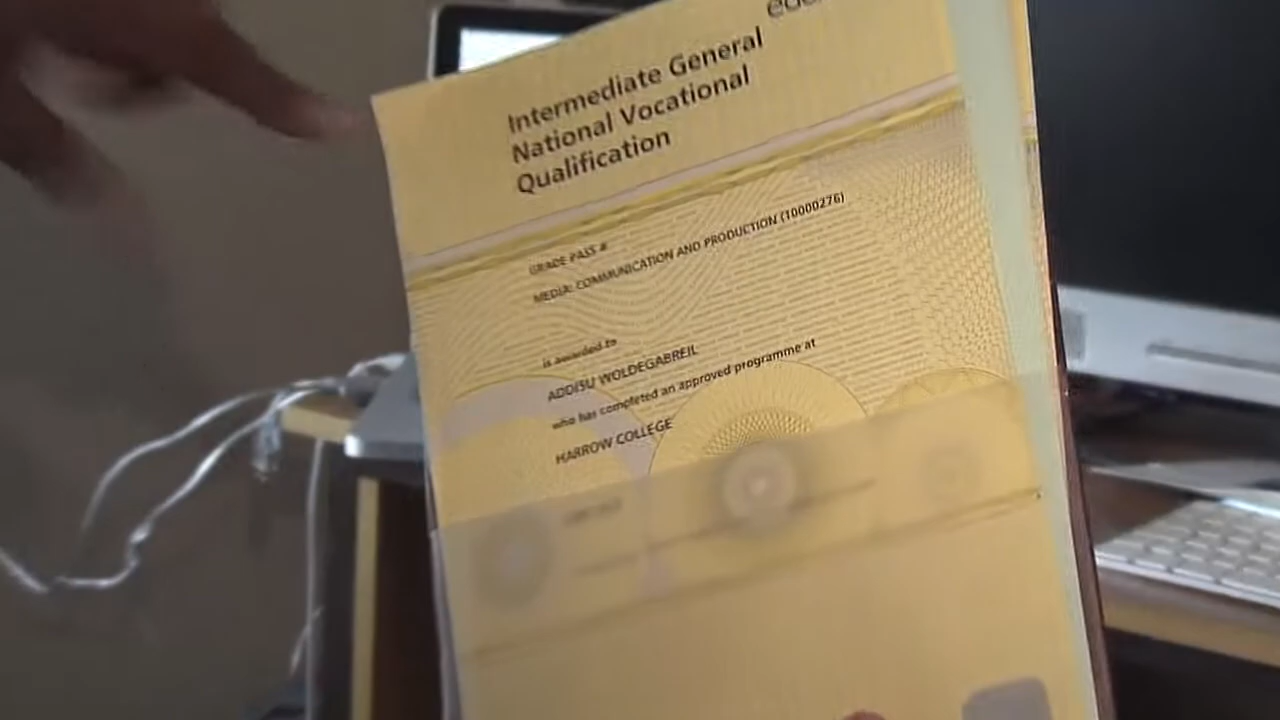 Intermediate General
National Vocational
Qualification
GRADE PASS #
MEDIA: COMMUNICATION AND PRODUCTION (10000276)
is awarded to
ADDISU WOLDEGABREIL
who has completed an approved programme at
HARROW COLLEGE